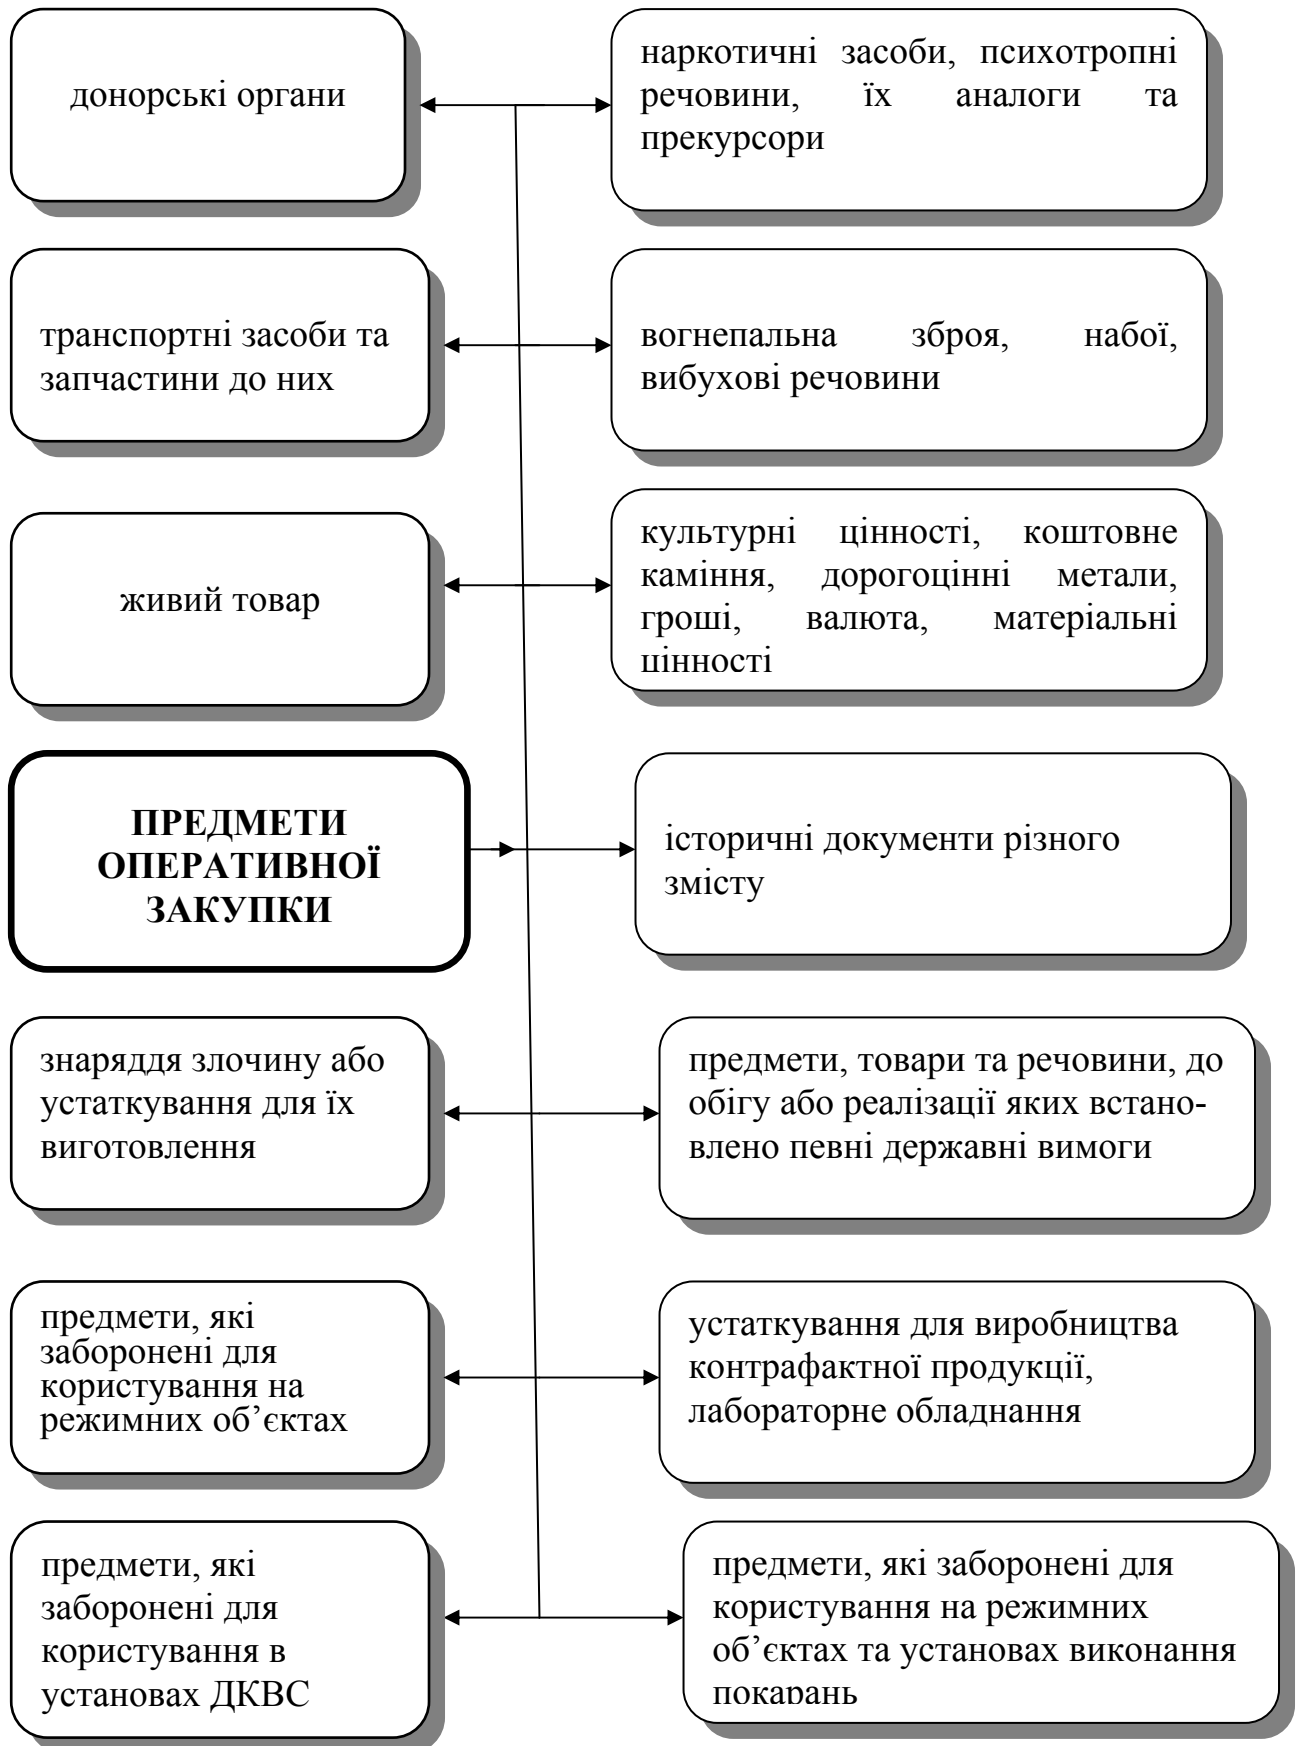 донорські органи
наркотичні засоби, психотропні
речовини, їх аналоги та
прекурсори
транспортні засоби та
запчастини до них
вогнепальна зброя, набої,
вибухові речовини
живий товар
культурні цінності, коштовне
каміння, дорогоцінні метали,
гроші, валюта, матеріальні
цінності
ПРЕДМЕТИ
ОПЕРАТИВНОЇ
ЗАКУПКИ
історичні документи різного
змісту
знаряддя злочину або
устаткування для їх
виготовлення
предмети, товари та речовини, до
обігу або реалізації яких встано-
влено певні державні вимоги
предмети, які
заборонені для
користування на
режимних об’єктах
устаткування для виробництва
контрафактної продукції,
лабораторне обладнання
предмети, які
заборонені для
користування в
установах ДКВС
предмети, які заборонені для
користування на режимних
об’єктах та установах виконання
покарань